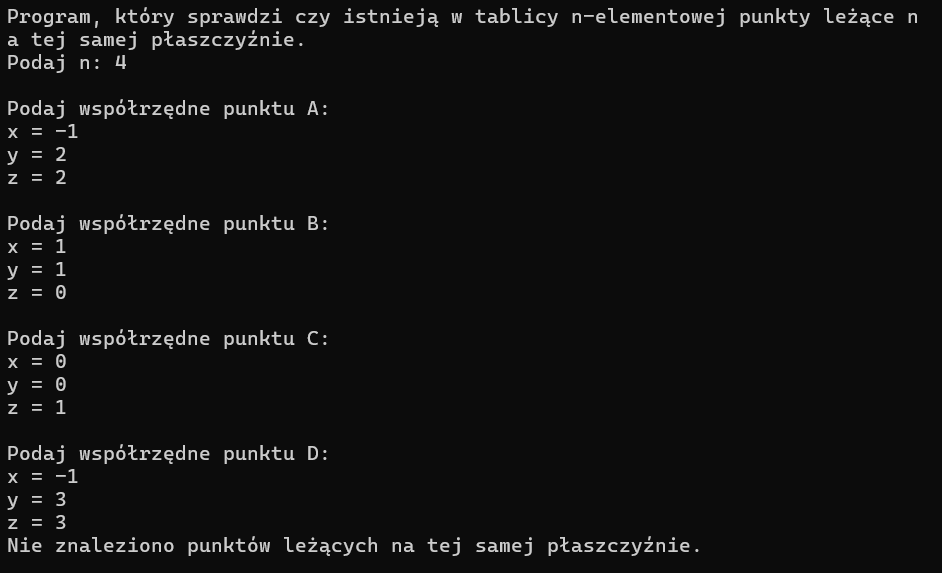 Program, który sprawdzi czy istnieją w tablicy n-elementowej punkty leżące n
a tej samej płaszczyźnie.
Podaj n: 4
Podaj współrzędne punktu A:
x = -1
y = 2
z = 2
Podaj współrzędne punktu B:
x = 1
y = 1
z = 0
Podaj współrzędne punktu C:
x = 0
y = 0
z = 1
Podaj współrzędne punktu D:
x = -1
y = 3
z = 3
Nie znaleziono punktów leżących na tej samej płaszczyźnie.